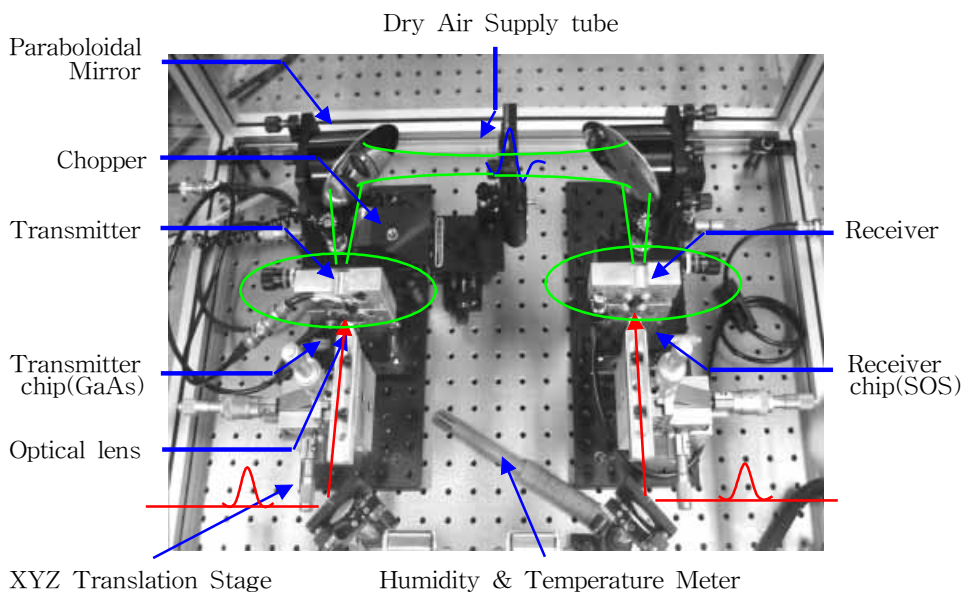 Dry Air Supply tube
Paraboloidal
Mirror
Chopper
Transmitter
Receiver
Transmitter
chip(GaAs)
Receiver
chip(SOS)
Optical lens
XYZ Translation Stage
Humidity & Temperature Meter